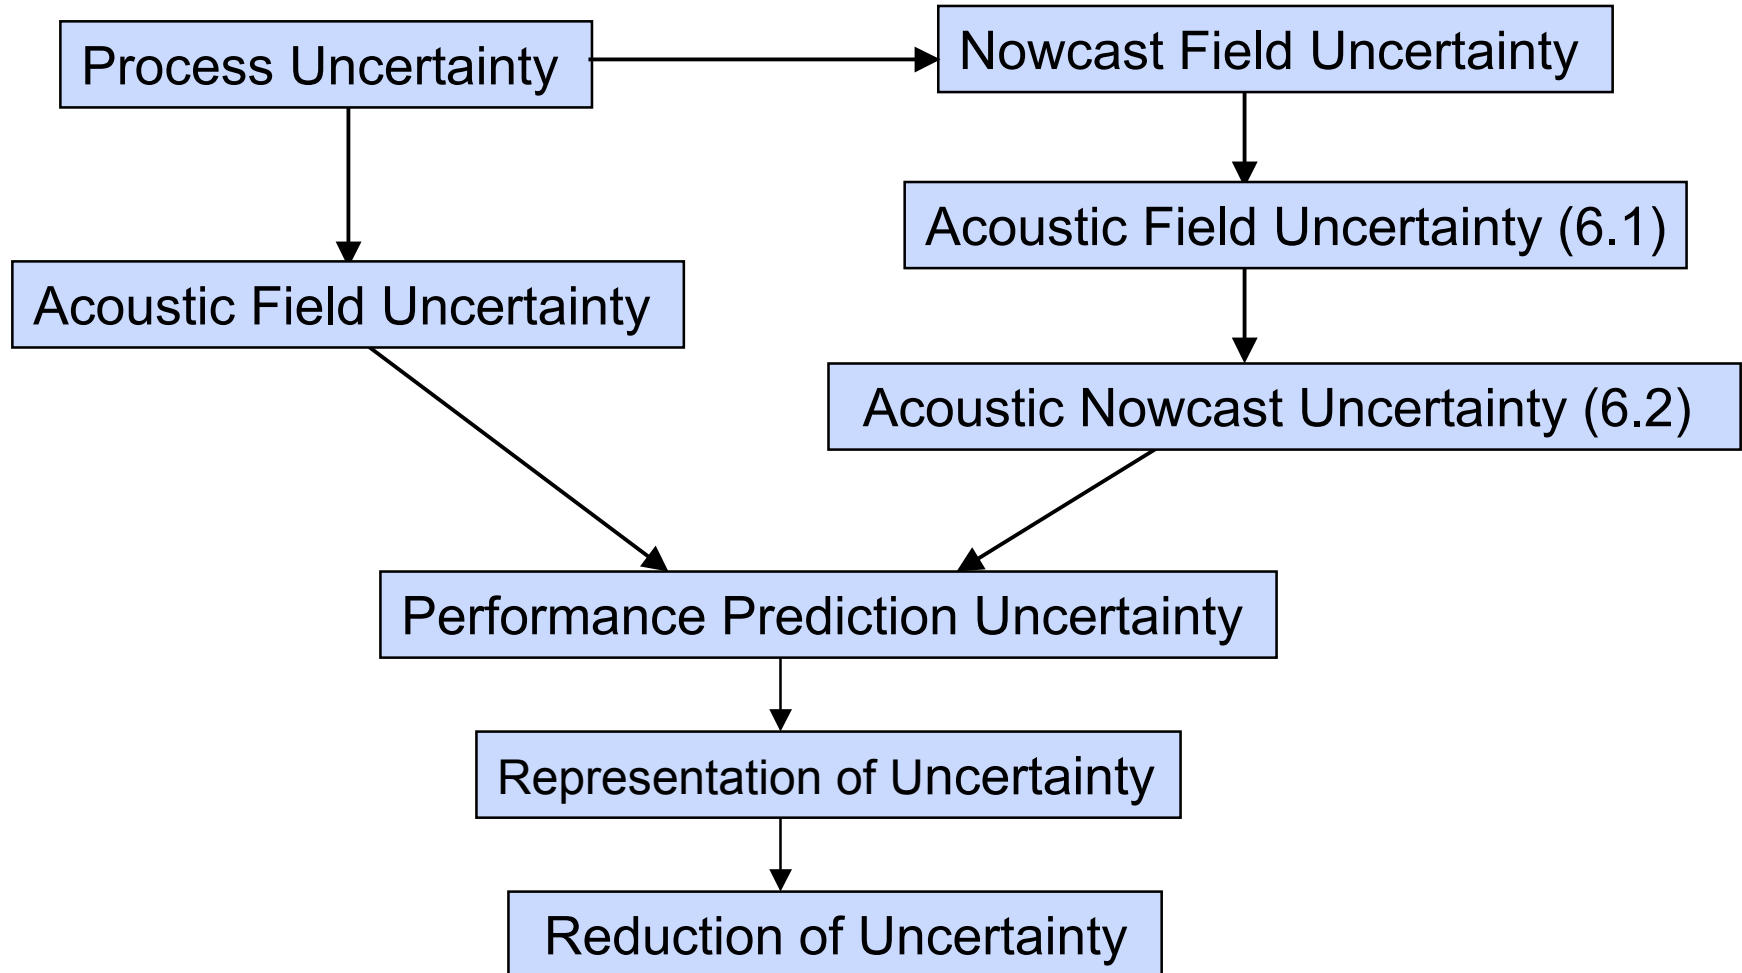 Process Uncertainty
Nowcast Field Uncertainty
Acoustic Field Uncertainty (6.1)
Acoustic Field Uncertainty
Acoustic Nowcast Uncertainty (6.2)
Performance Prediction Uncertainty
Representation of Uncertainty
Reduction of Uncertainty